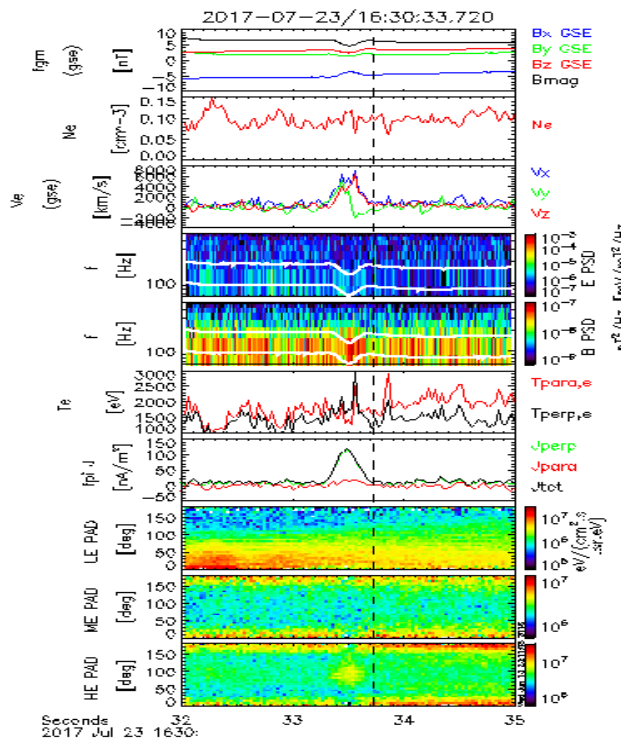 2017-07-23/16:30:33.720
fgm
(gse)
[nT]
10
5
0
−5
−10
Bx GSE
By GSE
Bz GSE
Bmag
Ne
[cm−3]
0.15
0.10
0.05
0.00
Ne
Ve
(gse)
[km/s]
8000
6000
4000
2000
0
Vx
Vy
Vz
f
[Hz]
100
E PSD
f
[Hz]
100
10⁻⁷
10⁻⁸
10⁻⁹
B PSD
Te
[eV]
3000
2500
2000
1500
Tpara,e
Tperp,e
fpi J
[nA/m²]
150
100
50
0
−50
Jperp
Jpara
Jtot
LE PAD
[deg]
150
100
50
0
10⁷
10⁶
eV/(cm².s
.sr.eV)
ME PAD
[deg]
150
100
50
0
10⁷
10⁶
HE PAD
[deg]
150
100
50
0
10⁷
32
33
34
35
Seconds
2017 Jul 23 1630: